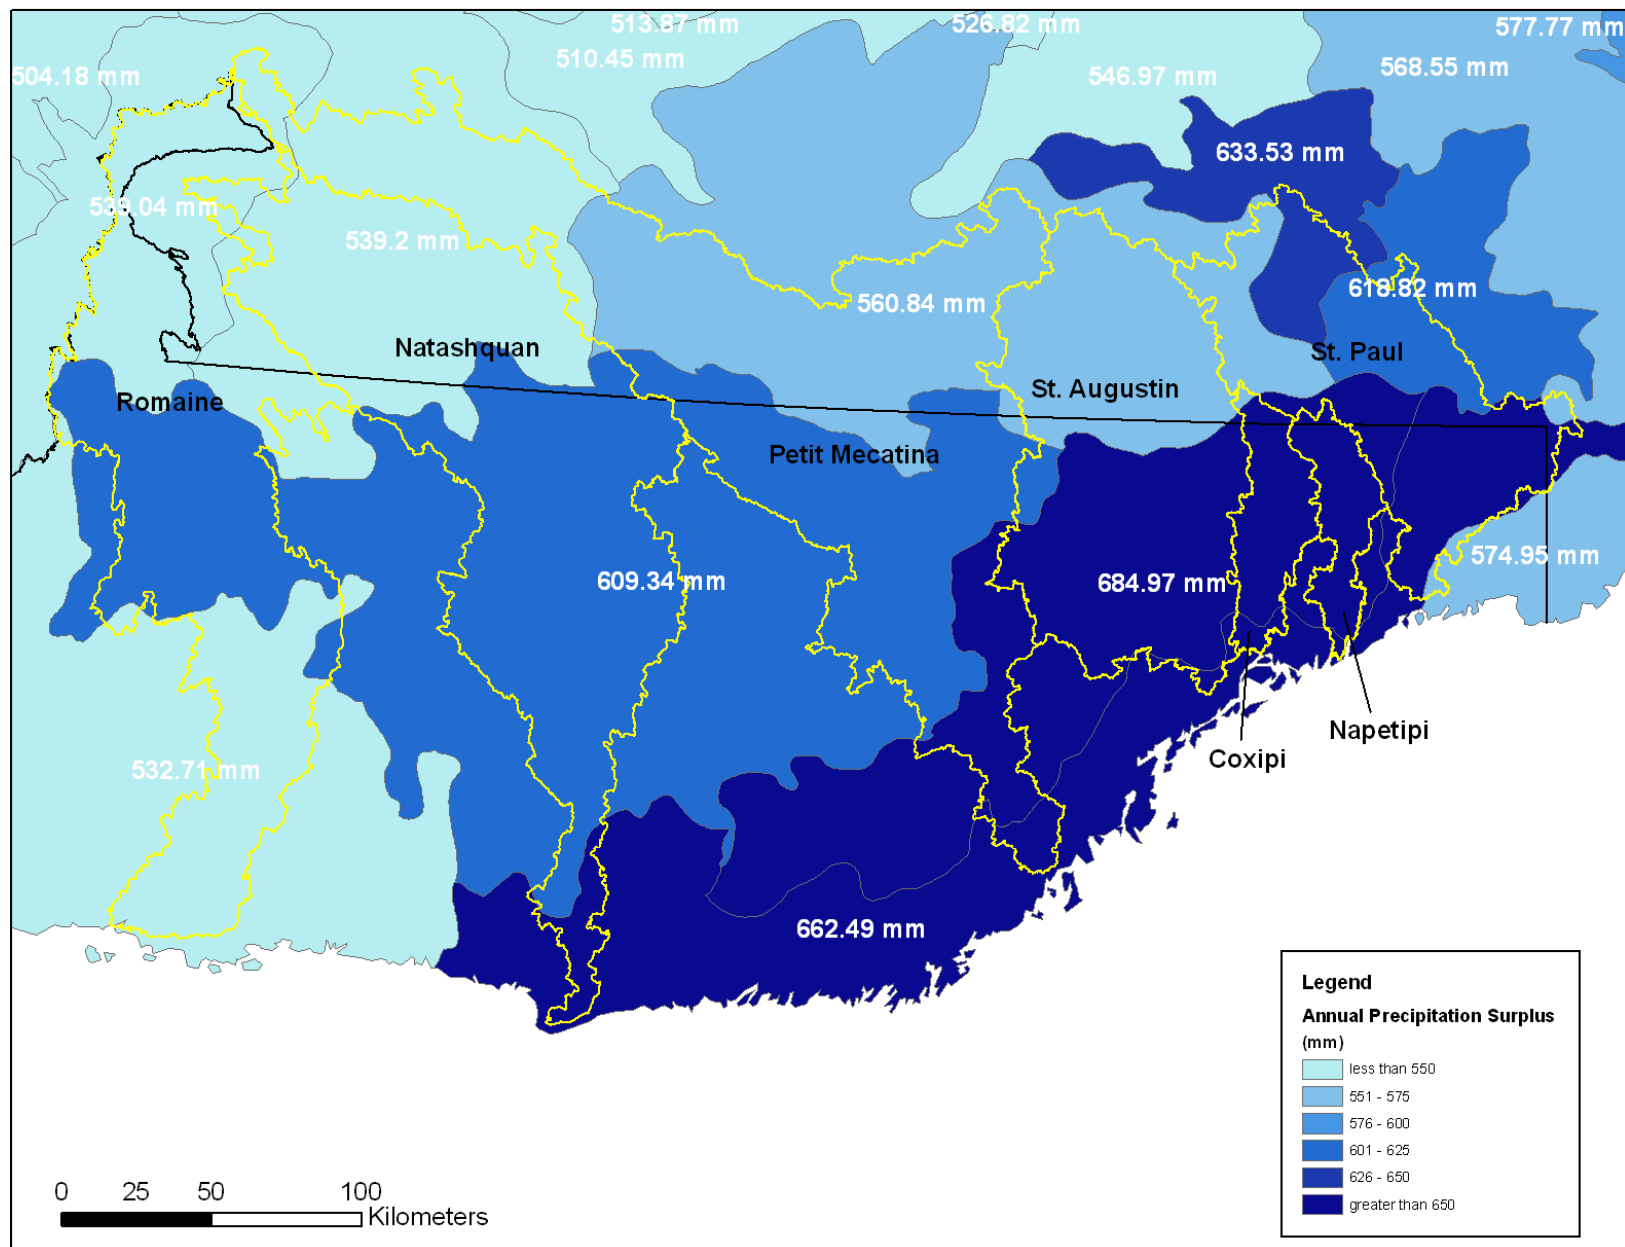 513.87 mm
526.82 mm
577.77 mm
510.45 mm
504.18 mm
546.97 mm
568.55 mm
633.53 mm
539.04 mm
539.2 mm
560.84 mm
618.82 mm
Natashquan
St. Paul
Romaine
St. Augustin
Petit Mecatina
609.34 mm
684.97 mm
574.95 mm
532.71 mm
Napetipi
Coxipi
662.49 mm
Legend
Annual Precipitation Surplus
(mm)
less than 550
551 - 575
576 - 600
601 - 625
626 - 650
greater than 650
0 25 50 100
Kilometers